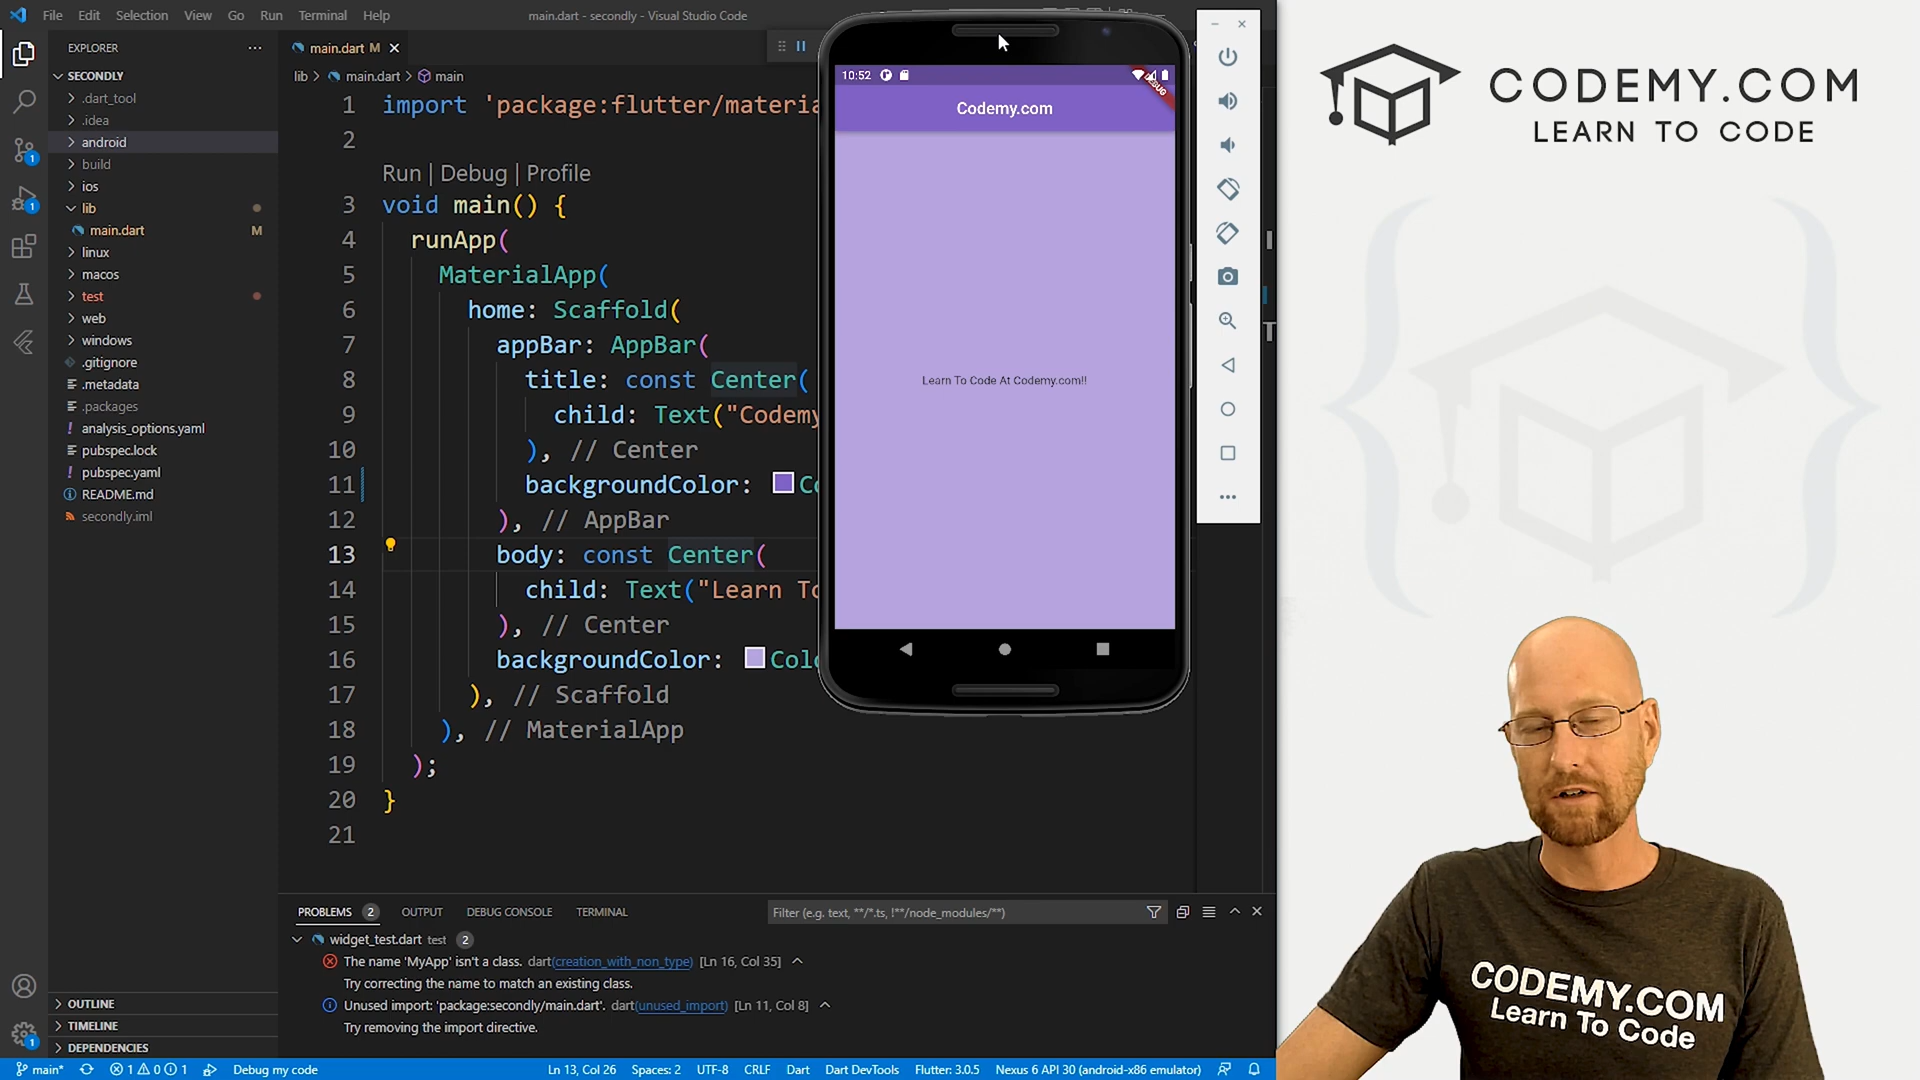 File Edit Selection View Go Run Terminal Help
main.dart - secondly - Visual Studio Code
EXPLORER
SECONDLY
.dart_tool
.idea
android
build
ios
lib
main.dart M
linux
macos
test
web
windows
.gitignore
.metadata
.packages
analysis_options.yaml
pubspec.lock
pubspec.yaml
README.md
secondly.iml
OUTLINE
TIMELINE
DEPENDENCIES
main.dart M
lib > main.dart > main
1 import 'package:flutter/materia
2
Run | Debug | Profile
3 void main() {
4 runApp(
5 MaterialApp(
6 home: Scaffold(
7 appBar: AppBar(
8 title: const Center(
9 child: Text("Codemy
10 ), // Center
11 backgroundColor: Co
12 ), // AppBar
13 body: const Center(
14 child: Text("Learn To
15 ), // Center
16 backgroundColor: Colo
17 ), // Scaffold
18 ), // MaterialApp
19 );
20 }
21
10:52
DEBUG
Codemy.com
Learn To Code At Codemy.com!!
PROBLEMS 2 OUTPUT DEBUG CONSOLE TERMINAL
Filter (e.g. text, **/*.ts, !**/node_modules/**)
widget_test.dart test 2
The name 'MyApp' isn't a class. dart(creation_with_non_type) [Ln 16, Col 35]
Try correcting the name to match an existing class.
Unused import: 'package:secondly/main.dart'. dart(unused_import) [Ln 11, Col 8]
Try removing the import directive.
main* 1 0 1 Debug my code Ln 13, Col 26 Spaces: 2 UTF-8 CRLF Dart Dart DevTools Flutter: 3.0.5 Nexus 6 API 30 (android-x86 emulator)
CODEMY.COM
LEARN TO CODE
CODEMY.COM
Learn To Code